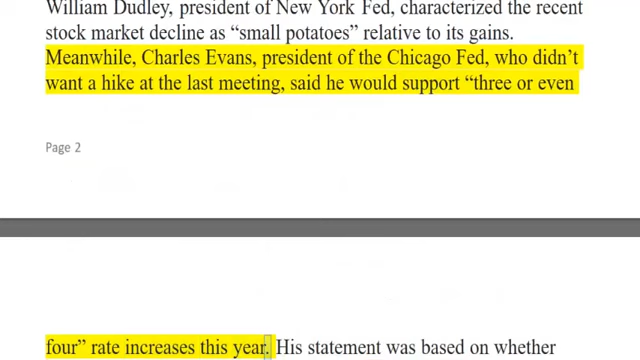 William Dudley, president of New York Fed, characterized the recent
stock market decline as “small potatoes” relative to its gains.
Meanwhile, Charles Evans, president of the Chicago Fed, who didn’t
want a hike at the last meeting, said he would support “three or even
Page 2
four” rate increases this year. His statement was based on whether